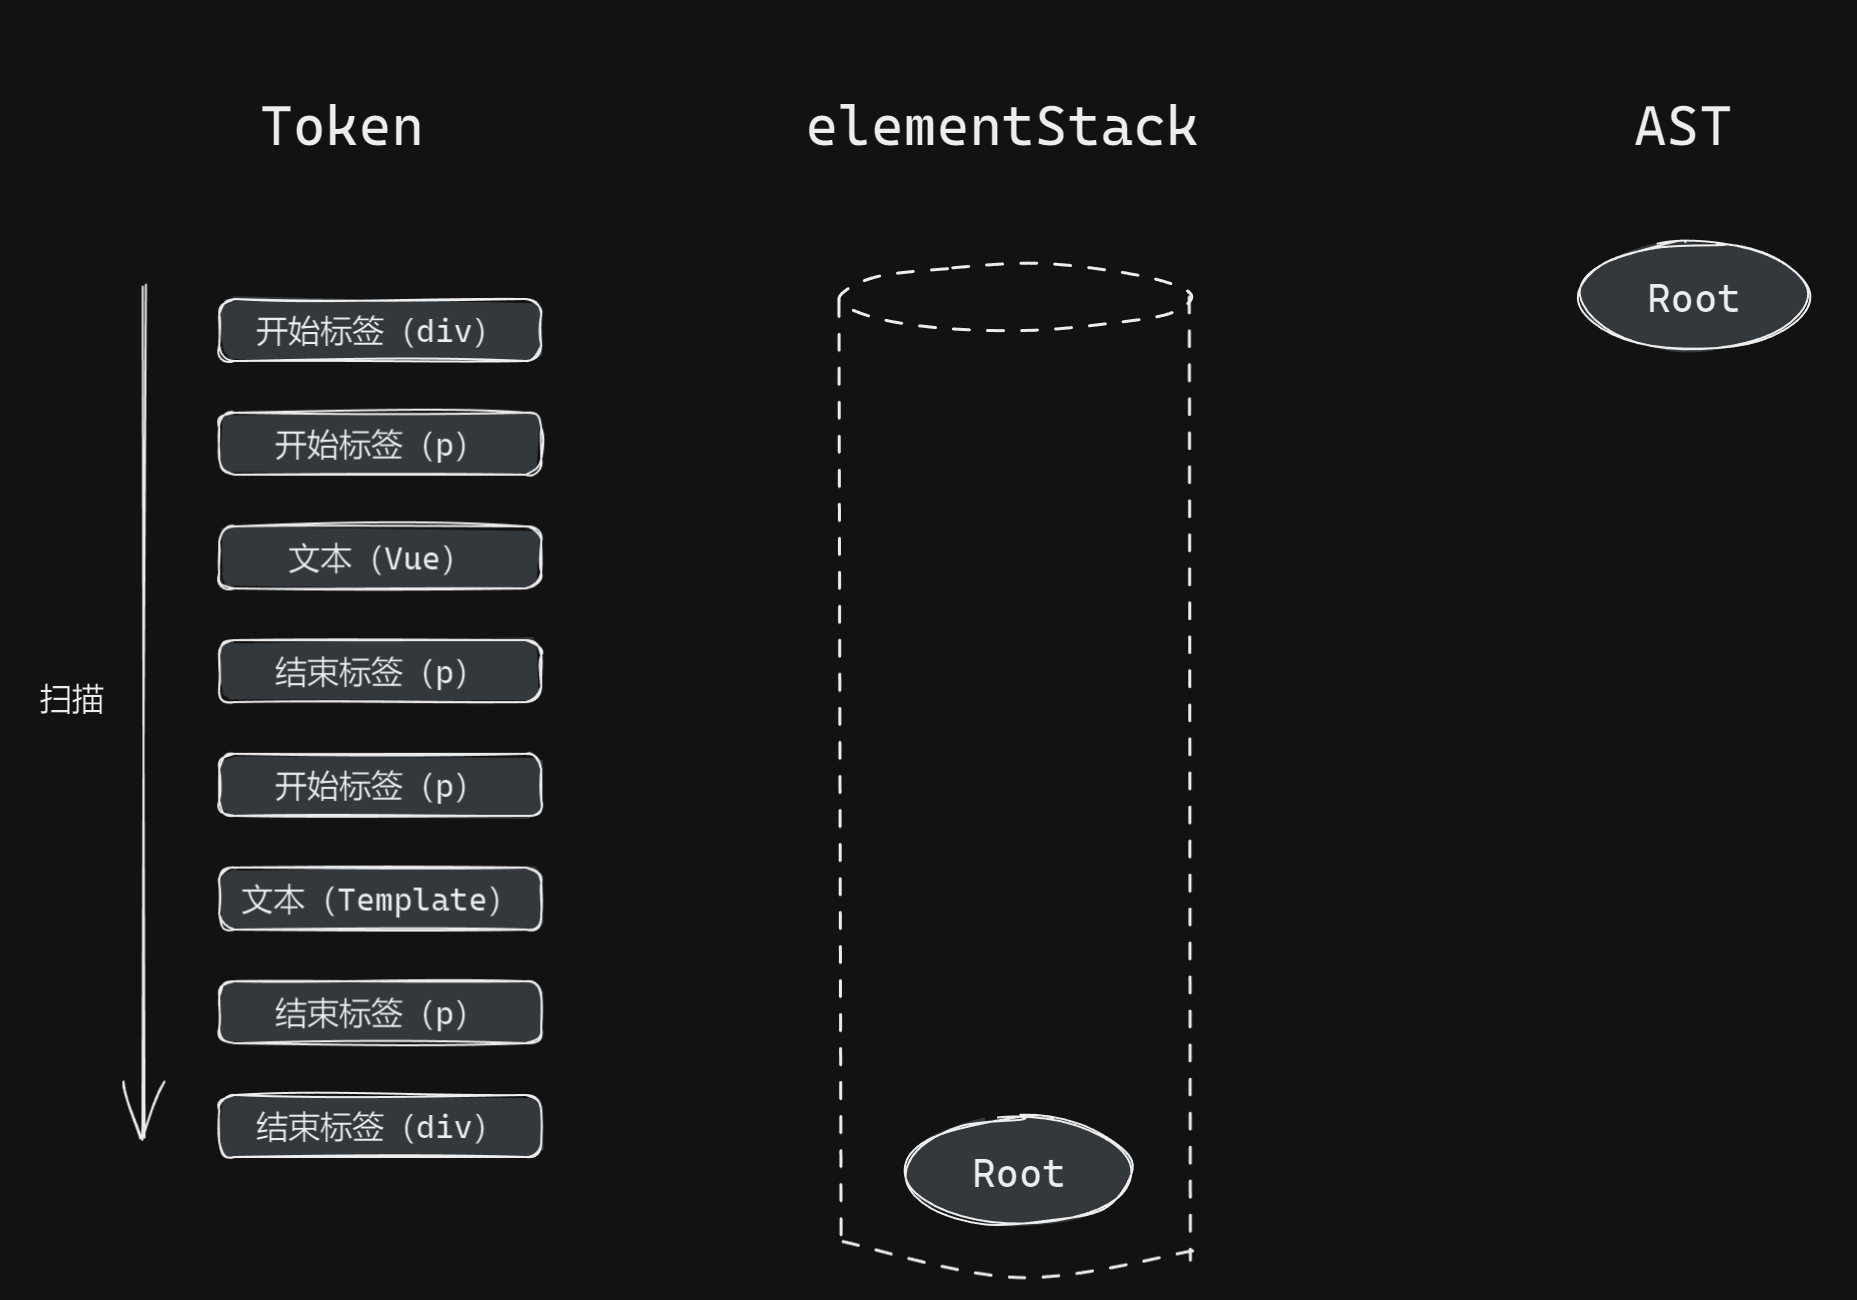 Token
elementStack
AST
扫描
开始标签（div）
开始标签（p）
文本（Vue）
结束标签（p）
开始标签（p）
文本（Template）
结束标签（p）
结束标签（div）
Root
Root